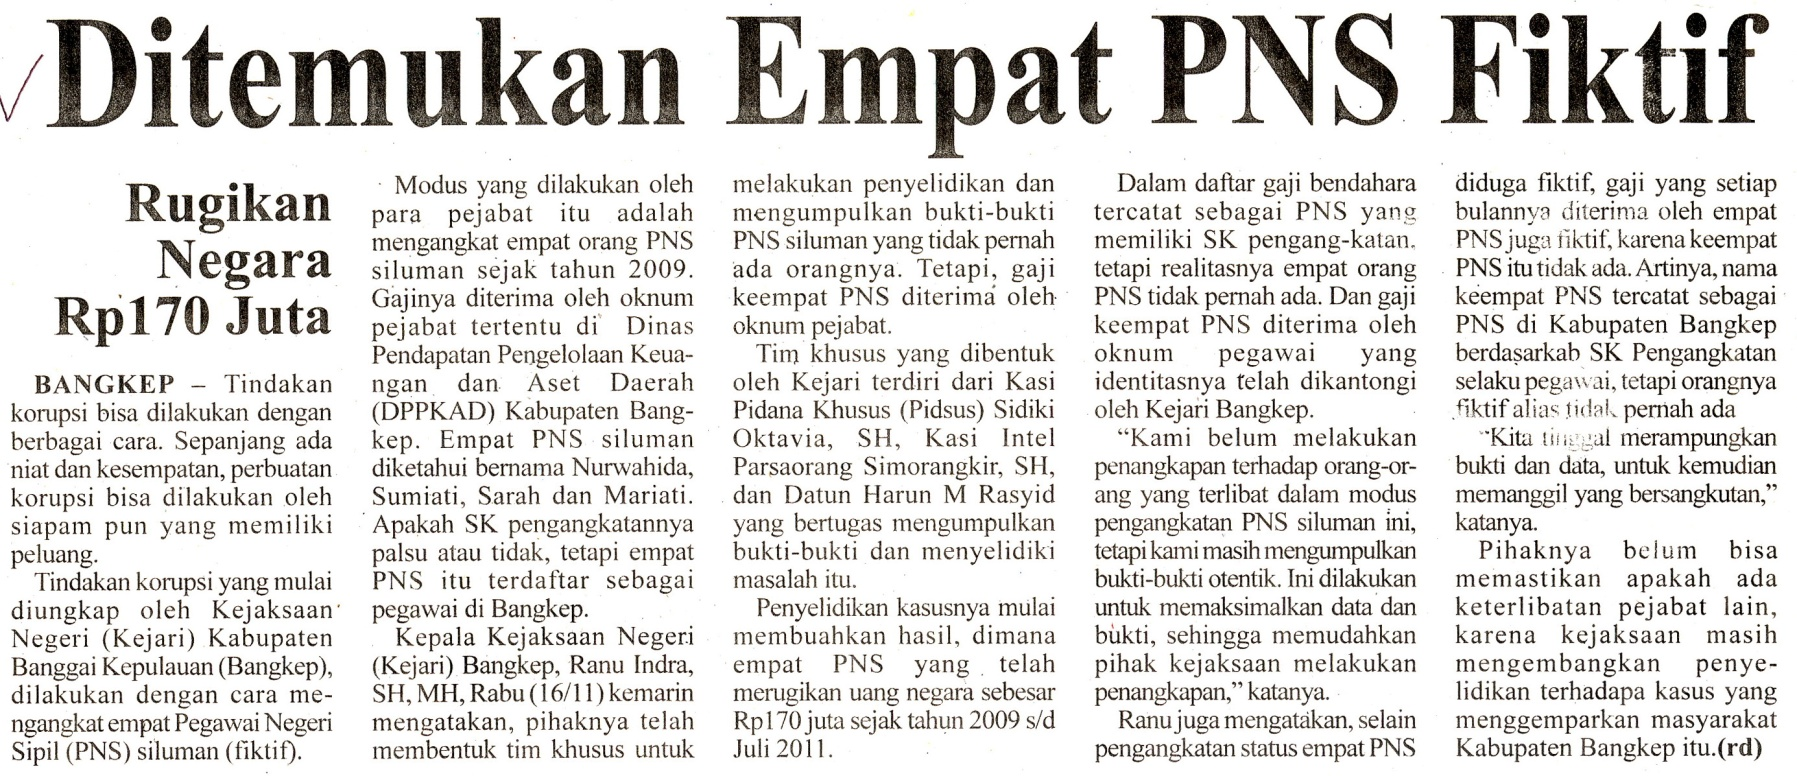 Ditemukan Empat PNS Fiktif
Rugikan
Negara
Rp170 Juta
BANGKEP – Tindakan
korupsi bisa dilakukan dengan
berbagai cara. Sepanjang ada
niat dan kesempatan, perbuatan
korupsi bisa dilakukan oleh
siapam pun yang memiliki
peluang.
Tindakan korupsi yang mulai
diungkap oleh Kejaksaan
Negeri (Kejari) Kabupaten
Banggai Kepulauan (Bangkep),
dilakukan dengan cara me-
ngangkat empat Pegawai Negeri
Sipil (PNS) siluman (fiktif).
Modus yang dilakukan oleh
para pejabat itu adalah
mengangkat empat orang PNS
siluman sejak tahun 2009.
Gajinya diterima oleh oknum
pejabat tertentu di Dinas
Pendapatan Pengelolaan Keua-
ngan dan Aset Daerah
(DPPKAD) Kabupaten Bang-
kep. Empat PNS siluman
diketahui bernama Nurwahida,
Sumiati, Sarah dan Mariati.
Apakah SK pengangkatannya
palsu atau tidak, tetapi empat
PNS itu terdaftar sebagai
pegawai di Bangkep.
Kepala Kejaksaan Negeri
(Kejari) Bangkep, Ranu Indra,
SH, MH, Rabu (16/11) kemarin
mengatakan, pihaknya telah
membentuk tim khusus untuk
melakukan penyelidikan dan
mengumpulkan bukti-bukti
PNS siluman yang tidak pernah
ada orangnya. Tetapi, gaji
keempat PNS diterima oleh
oknum pejabat.
Tim khusus yang dibentuk
oleh Kejari terdiri dari Kasi
Pidana Khusus (Pidsus) Sidiki
Oktavia, SH, Kasi Intel
Parsaorang Simorangkir, SH,
dan Datun Harun M Rasyid
yang bertugas mengumpulkan
bukti-bukti dan menyelidiki
masalah itu.
Penyelidikan kasusnya mulai
membuahkan hasil, dimana
empat PNS yang telah
merugikan uang negara sebesar
Rp170 juta sejak tahun 2009 s/d
Juli 2011.
Dalam daftar gaji bendahara
tercatat sebagai PNS yang
memiliki SK pengang-katan,
tetapi realitasnya empat orang
PNS tidak pernah ada. Dan gaji
keempat PNS diterima oleh
oknum pegawai yang
identitasnya telah dikantongi
oleh Kejari Bangkep.
“Kami belum melakukan
penangkapan terhadap orang-or-
ang yang terlibat dalam modus
pengangkatan PNS siluman ini,
tetapi kami masih mengumpulkan
bukti-bukti otentik. Ini dilakukan
untuk memaksimalkan data dan
bukti, sehingga memudahkan
pihak kejaksaan melakukan
penangkapan,” katanya.
Ranu juga mengatakan, selain
pengangkatan status empat PNS
diduga fiktif, gaji yang setiap
bulannya diterima oleh empat
PNS juga fiktif, karena keempat
PNS itu tidak ada. Artinya, nama
keempat PNS tercatat sebagai
PNS di Kabupaten Bangkep
berdasarkab SK Pengangkatan
selaku pegawai, tetapi orangnya
fiktif alias tidak pernah ada
“Kita tinggal merampungkan
bukti dan data, untuk kemudian
memanggil yang bersangkutan,”
katanya.
Pihaknya belum bisa
memastikan apakah ada
keterlibatan pejabat lain,
karena kejaksaan masih
mengembangkan penye-
lidikan terhadapa kasus yang
menggemparkan masyarakat
Kabupaten Bangkep itu.(rd)